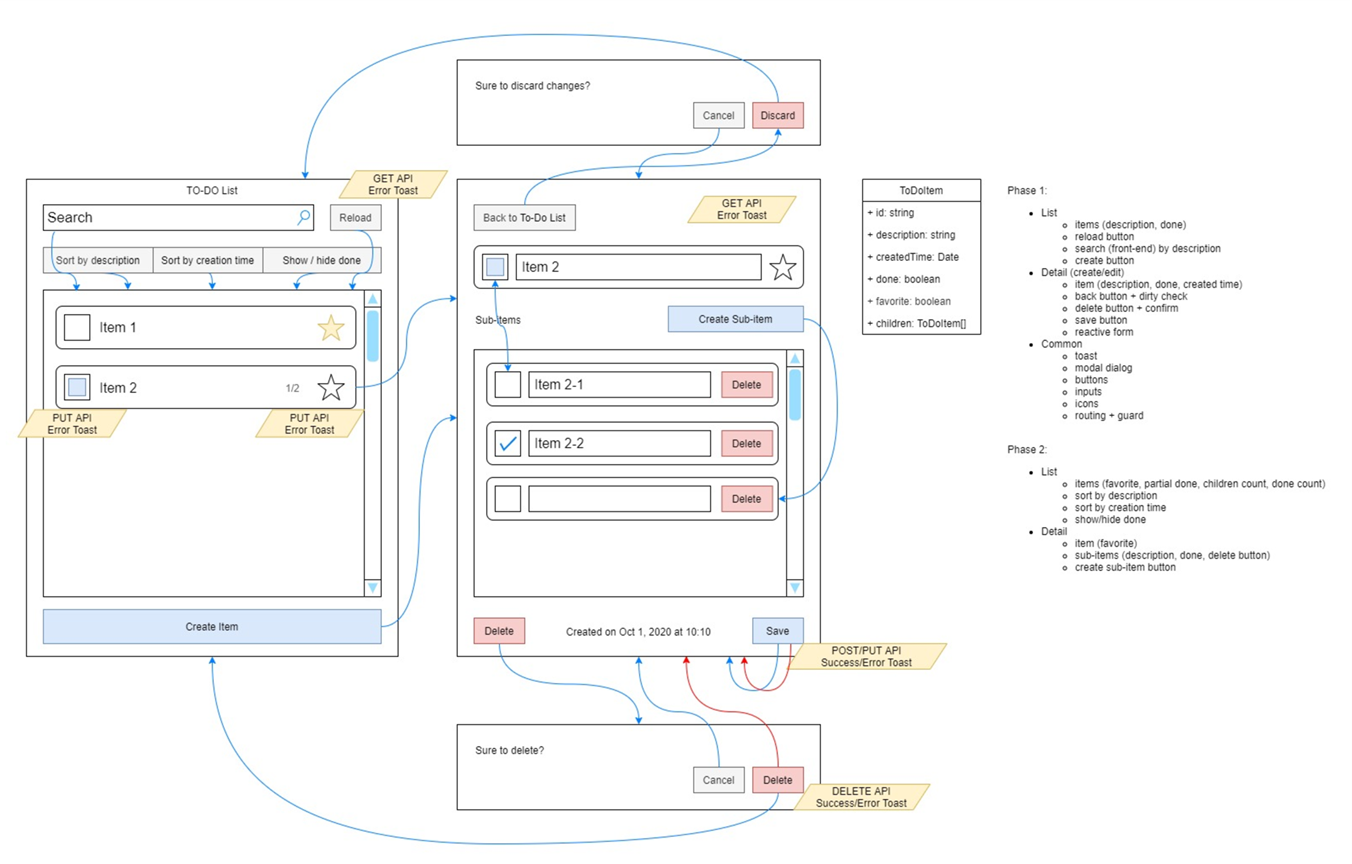 Sure to discard changes?
Cancel
Discard
TO-DO List
GET API
Error Toast
Search
Reload
Sort by description
Sort by creation time
Show / hide done
Item 1
Item 2
1/2
PUT API
Error Toast
PUT API
Error Toast
Create Item
GET API
Error Toast
Back to To-Do List
Item 2
Sub-items
Create Sub-item
Item 2-1
Delete
Item 2-2
Delete
Delete
Delete
Created on Oct 1, 2020 at 10:10
Save
POST/PUT API
Success/Error Toast
Sure to delete?
Cancel
Delete
DELETE API
Success/Error Toast
ToDoItem
+ id: string
+ description: string
+ createdTime: Date
+ done: boolean
+ favorite: boolean
+ children: ToDoItem[]
Phase 1:
List
items (description, done)
reload button
search (front-end) by description
create button
Detail (create/edit)
item (description, done, created time)
back button + dirty check
delete button + confirm
save button
reactive form
Common
toast
modal dialog
buttons
inputs
icons
routing + guard
Phase 2:
List
items (favorite, partial done, children count, done count)
sort by description
sort by creation time
show/hide done
Detail
item (favorite)
sub-items (description, done, delete button)
create sub-item button